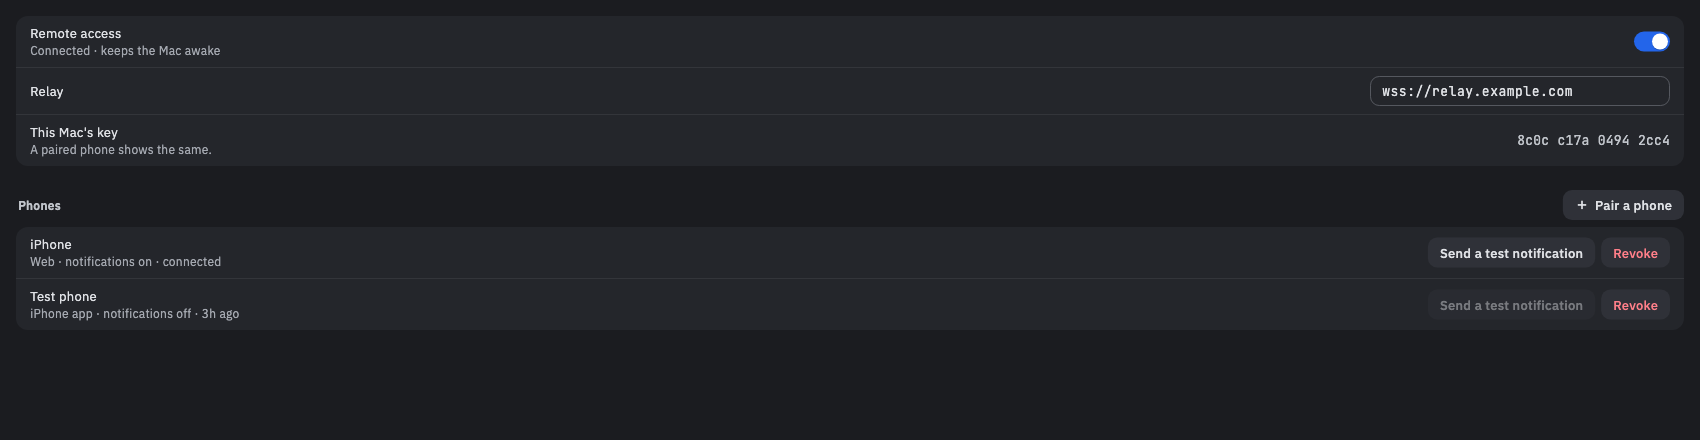 Remote access
Connected · keeps the Mac awake
Relay
wss://relay.example.com
This Mac's key
A paired phone shows the same.
8c0c c17a 0494 2cc4
Phones
+ Pair a phone
iPhone
Web · notifications on · connected
Send a test notification
Revoke
Test phone
iPhone app · notifications off · 3h ago
Send a test notification
Revoke